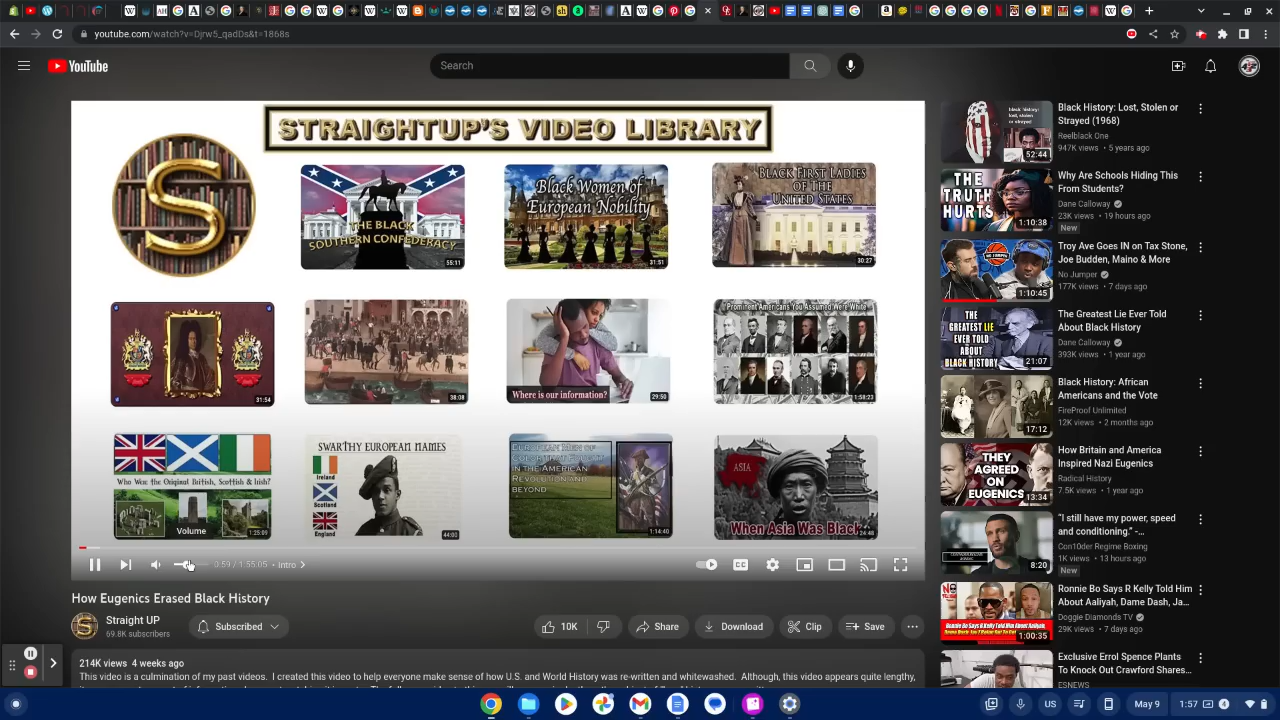 youtube.com/watch?v=Djrw5_qadDs&t=1868s
YouTube
Search
STRAIGHTUP'S VIDEO LIBRARY
S
THE BLACK
SOUTHERN CONFEDERACY
55:11
Black Women of
European Nobility
31:51
BLACK FIRST LADIES
OF THE
UNITED STATES
30:27
31:54
38:08
Where is our information?
29:50
Prominent Americans You Assumed Were White
1:58:23
Who Were the Original British, Scottish & Irish?
Volume
1:25:09
SWARTHY EUROPEAN NAMES
Ireland
Scotland
England
44:00
IN THE AMERICAN
REVOLUTION AND
BEYOND
1:14:40
ASIA
When Asia Was Black
24:48
0:59 / 1:55:05 · Intro
How Eugenics Erased Black History
Straight UP
69.8K subscribers
Subscribed
10K
Share
Download
Clip
Save
214K views 4 weeks ago
This video is a culmination of my past videos. I created this video to help everyone make sense of how U.S. and World History was re-written and whitewashed. Although, this video appears quite lengthy,
Black History: Lost, Stolen or
Strayed (1968)
Reelblack One
947K views • 5 years ago
52:44
THE
TRUTH
HURTS
1:10:38
Why Are Schools Hiding This
From Students?
Dane Calloway
23K views • 19 hours ago
New
1:10:45
Troy Ave Goes IN on Tax Stone,
Joe Budden, Maino & More
No Jumper
177K views • 7 days ago
THE
GREATEST LIE
EVER TOLD
ABOUT
BLACK HISTORY
21:07
The Greatest Lie Ever Told
About Black History
Dane Calloway
393K views • 1 year ago
17:12
Black History: African
Americans and the Vote
FireProof Unlimited
12K views • 2 months ago
THEY
AGREED
ON
EUGENICS
13:34
How Britain and America
Inspired Nazi Eugenics
Radical History
7.5K views • 1 year ago
8:20
"I still have my power, speed
and conditioning." -...
Con10der Regime Boxing
1K views • 13 hours ago
New
1:00:35
Ronnie Bo Says R Kelly Told Him
About Aaliyah, Dame Dash, Ja...
Doggie Diamonds TV
29K views • 7 days ago
Exclusive Errol Spence Plants
To Knock Out Crawford Shares...
ESNEWS
US
May 9
1:57